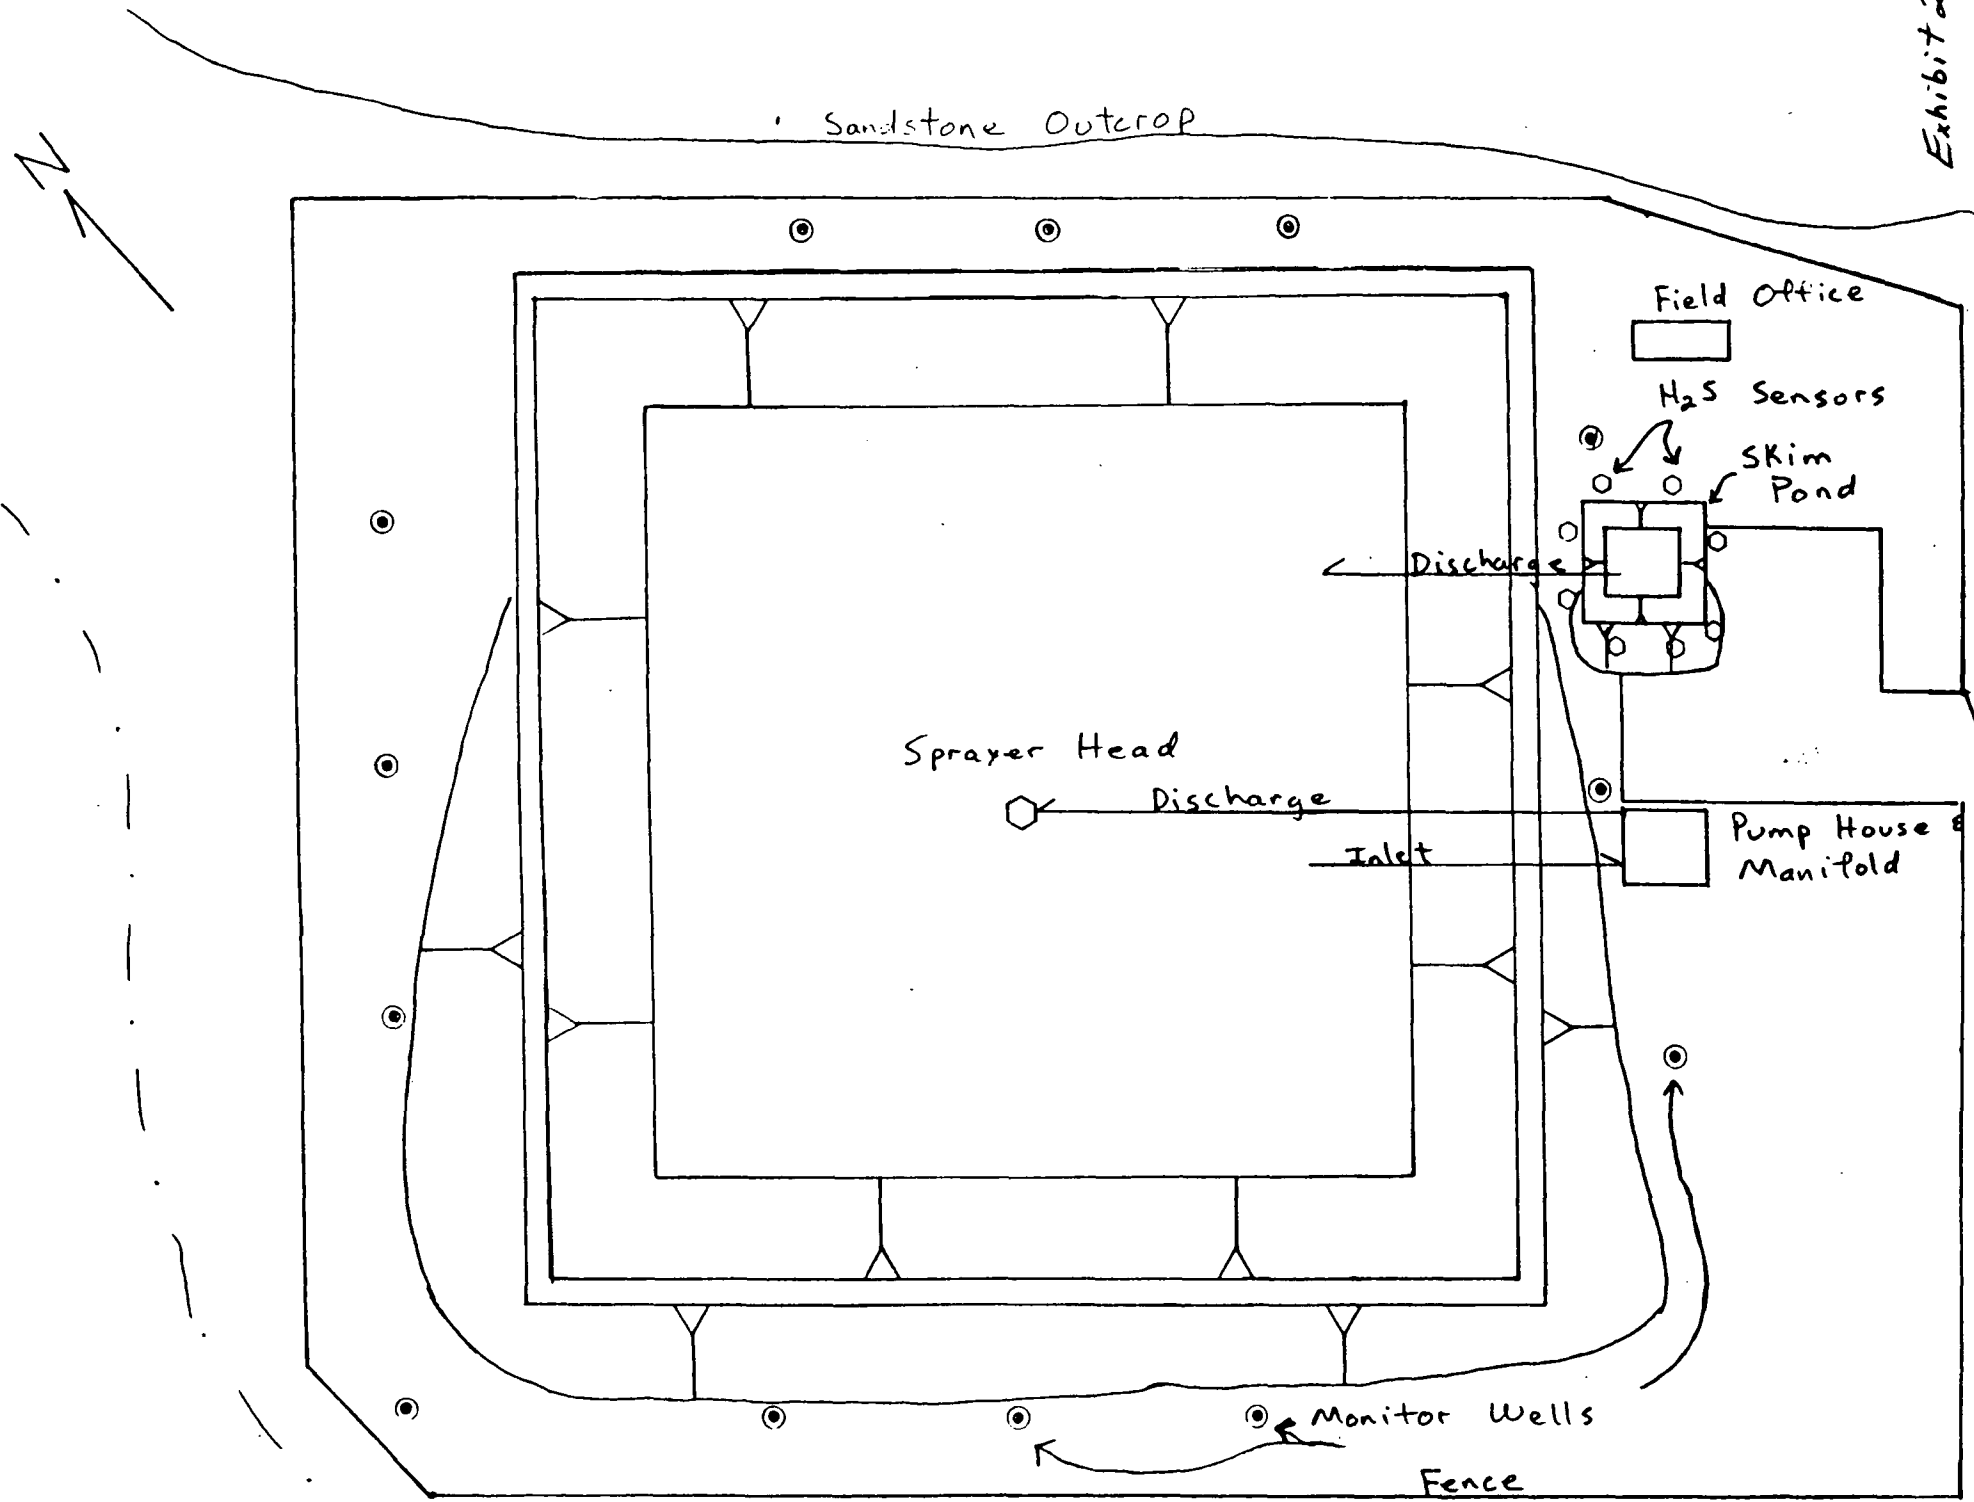 Exhibit
Sandstone Outcrop
N
Field Office
H2S Sensors
Skim
Pond
Discharge
Sprayer Head
Discharge
Inlet
Pump House &
Manifold
Monitor Wells
Fence